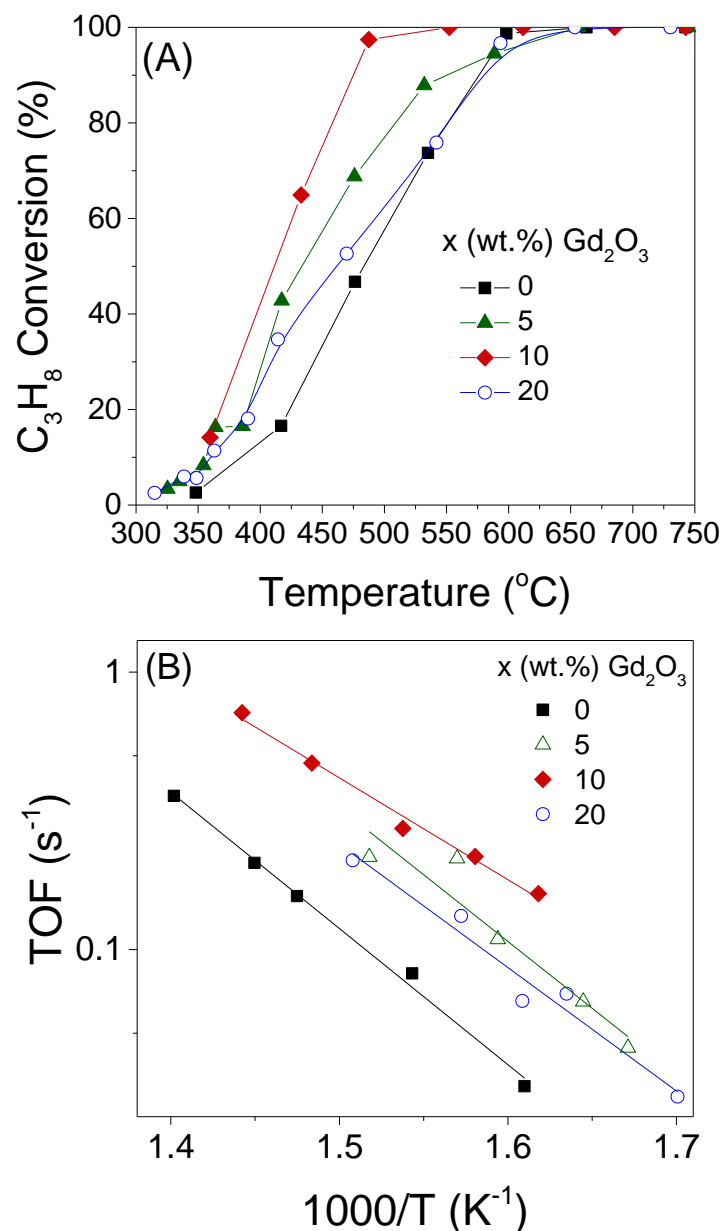 (A)
C₃H₈ Conversion (%)
100
80
60
40
20
0
x (wt.%) Gd₂O₃
0
5
10
20
300 350 400 450 500 550 600 650 700 750
Temperature (°C)
(B)
TOF (s⁻¹)
1
0.1
x (wt.%) Gd₂O₃
0
5
10
20
1.4 1.5 1.6 1.7
1000/T (K⁻¹)